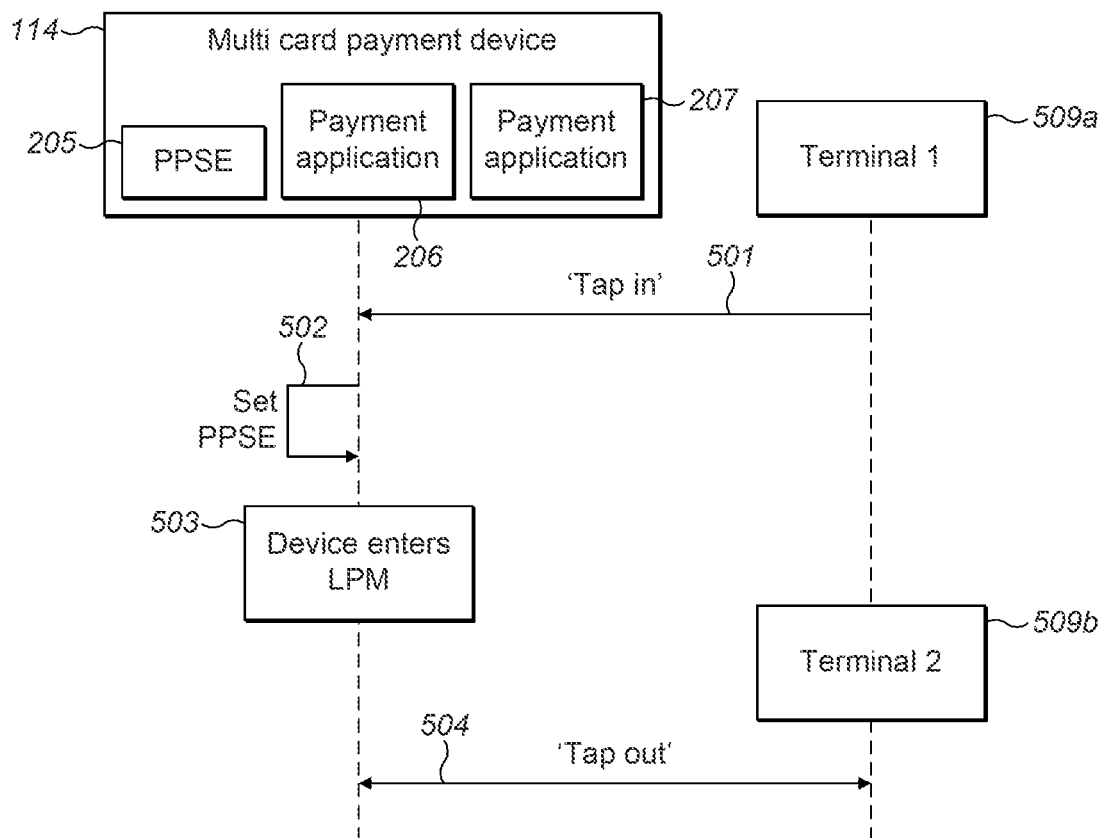 114
Multi card payment device
205
PPSE
Payment
application
206
Payment
application
207
Terminal 1
509a
'Tap in'
501
502
Set
PPSE
503
Device enters
LPM
Terminal 2
509b
504
'Tap out'